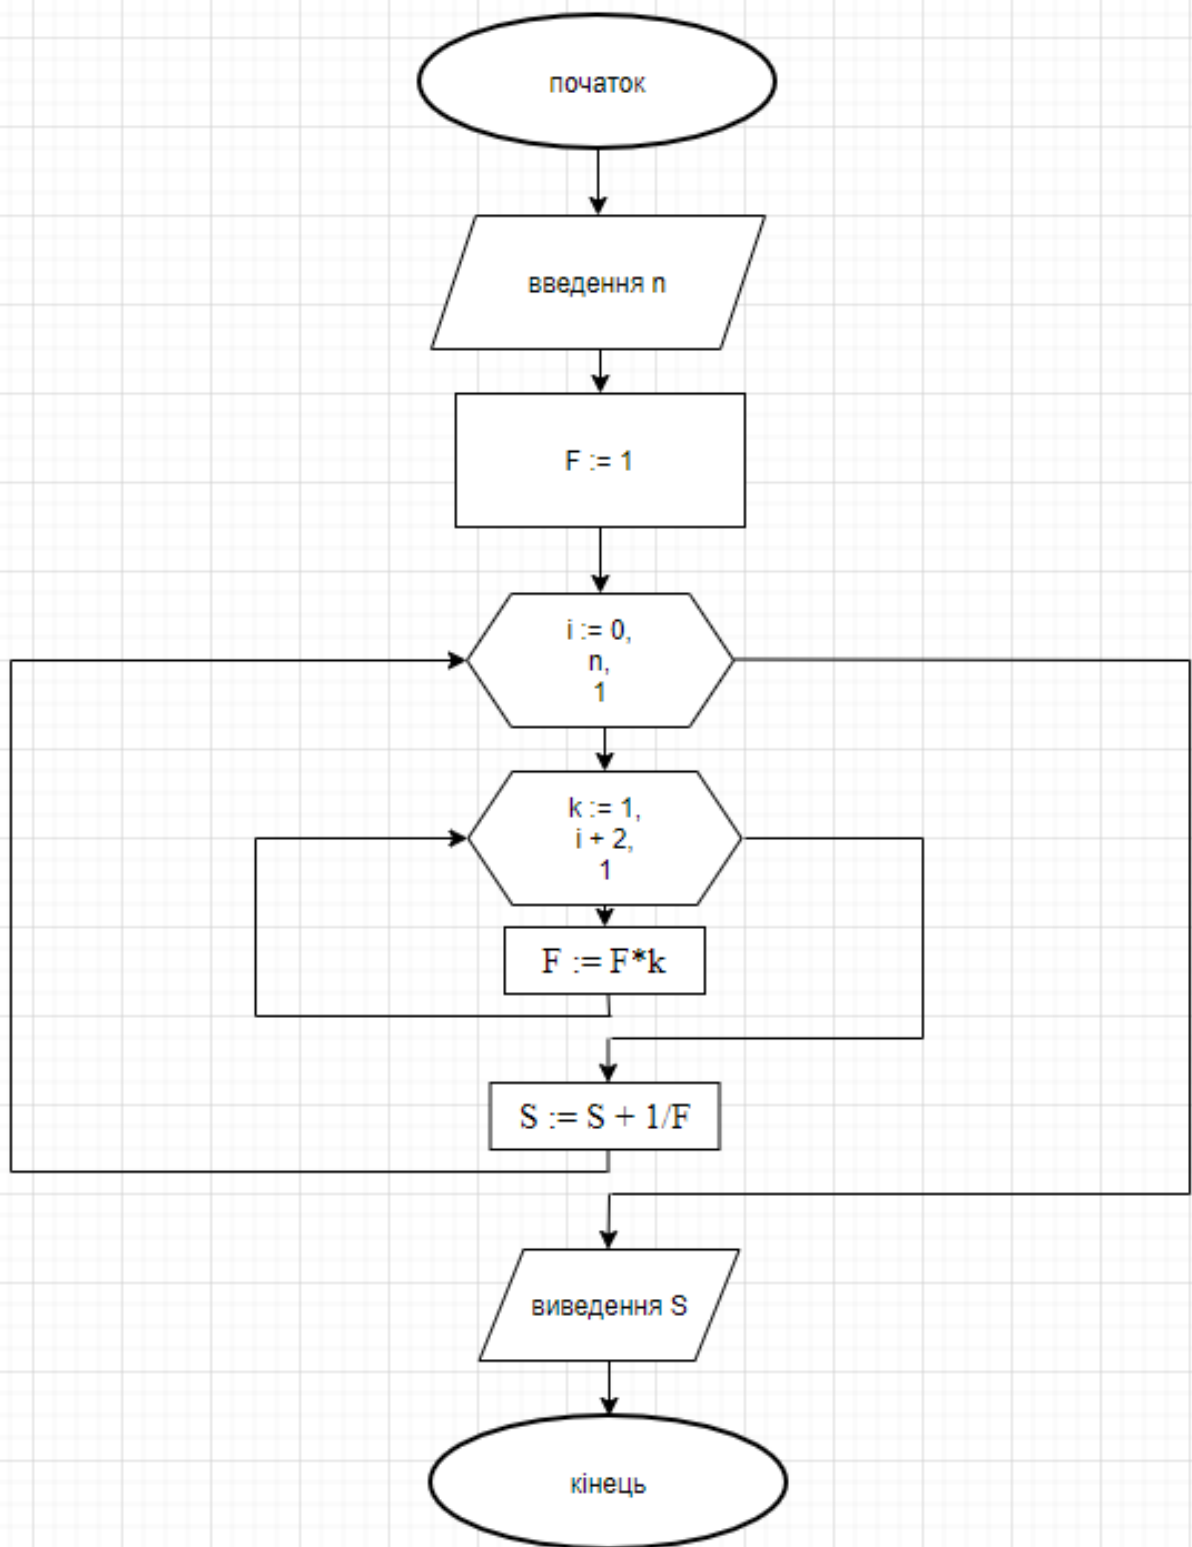 початок
введення n
F := 1
i := 0,
n,
1
k := 1,
i + 2,
1
F := F*k
S := S + 1/F
виведення S
кінець